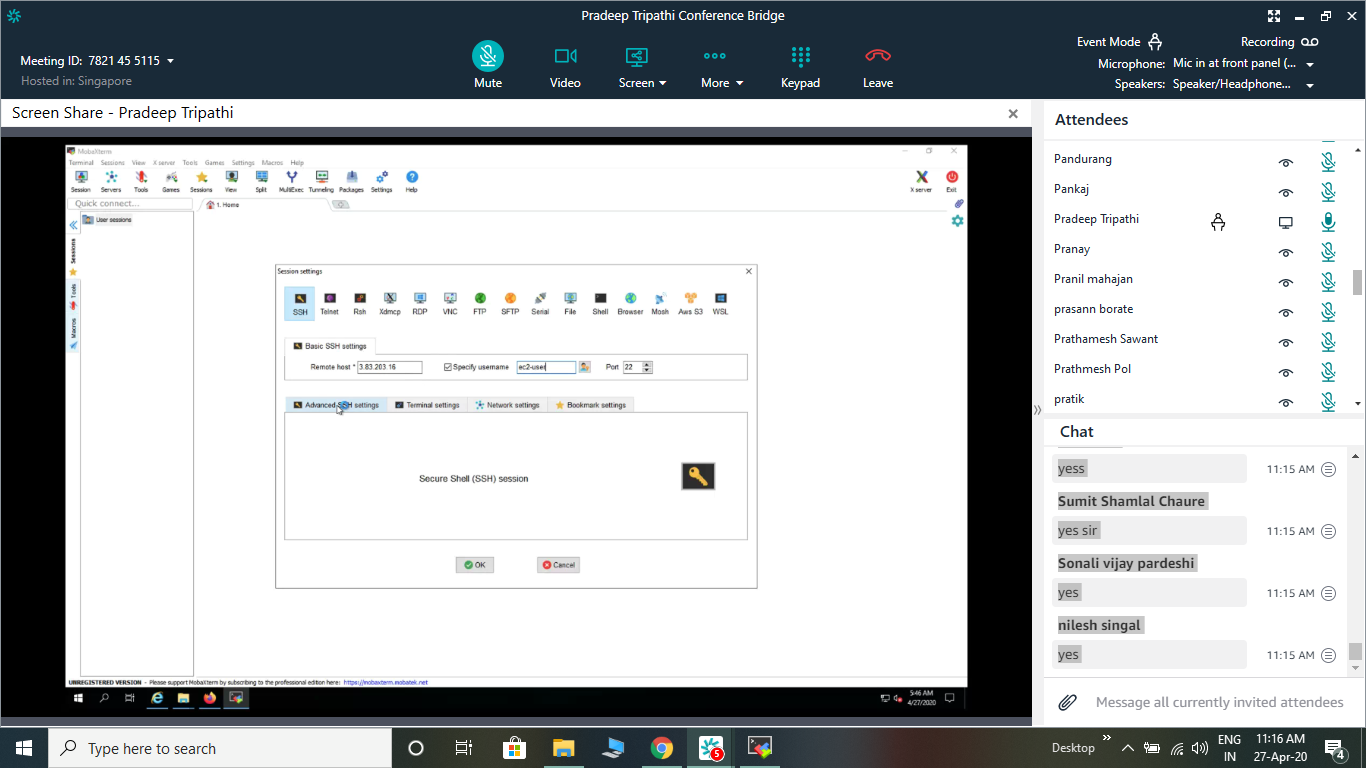 Pradeep Tripathi Conference Bridge
Meeting ID: 7821 45 5115
Hosted in: Singapore
Mute
Video
Screen
More
Keypad
Leave
Event Mode
Recording
Microphone: Mic in at front panel (...
Speakers: Speaker/Headphone...
Screen Share - Pradeep Tripathi
MobaXterm
Terminal Sessions View X server Tools Games Settings Macros Help
Session Servers Tools Games Sessions View Split MultiExec Tunneling Packages Settings Help
X server Exit
Quick connect...
1. Home
User sessions
Sessions
Tools
Macros
Session settings
SSH Telnet Rsh Xdmcp RDP VNC FTP SFTP Serial File Shell Browser Mosh Aws S3 WSL
Basic SSH settings
Remote host * 3.83.203.16 Specify username ec2-user Port 22
Advanced SSH settings Terminal settings Network settings Bookmark settings
Secure Shell (SSH) session
OK Cancel
UNREGISTERED VERSION - Please support MobaXterm by subscribing to the professional edition here: https://mobaxterm.mobatek.net
5:46 AM
4/27/2020
Attendees
Pandurang
Pankaj
Pradeep Tripathi
Pranay
Pranil mahajan
prasann borate
Prathamesh Sawant
Prathmesh Pol
pratik
Chat
yess 11:15 AM
Sumit Shamlal Chaure
yes sir 11:15 AM
Sonali vijay pardeshi
yes 11:15 AM
nilesh singal
yes 11:15 AM
Message all currently invited attendees
Type here to search
5
Desktop
ENG
IN
11:16 AM
27-Apr-20
4